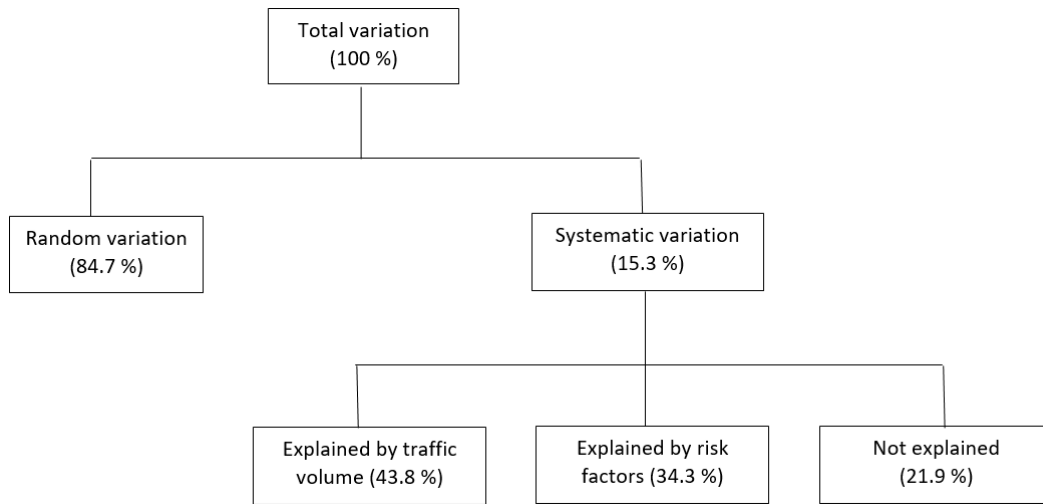 Total variation
(100 %)
Random variation
(84.7 %)
Systematic variation
(15.3 %)
Explained by traffic
volume (43.8 %)
Explained by risk
factors (34.3 %)
Not explained
(21.9 %)